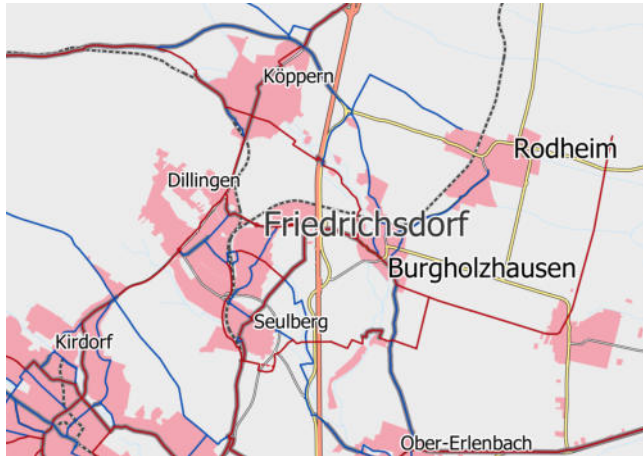 Köppern
Rodheim
Dillingen
Friedrichsdorf
Burgholzhausen
Seulberg
Kirdorf
Ober-Erlenbach